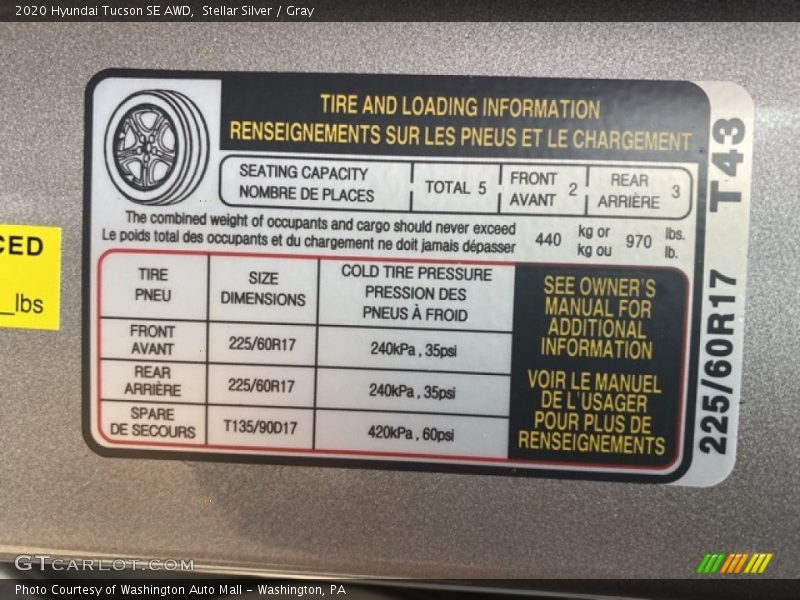 2020 Hyundai Tucson SE AWD,  Stellar Silver / Gray
TIRE AND LOADING INFORMATION
RENSEIGNEMENTS SUR LES PNEUS ET LE CHARGEMENT
SEATING CAPACITY
NOMBRE DE PLACES
TOTAL 5
FRONT
AVANT
2
REAR
ARRIÈRE
3
The combined weight of occupants and cargo should never exceed
Le poids total des occupants et du chargement ne doit jamais dépasser
440
kg or
kg ou
970
lbs.
lb.
TIRE
PNEU
SIZE
DIMENSIONS
COLD TIRE PRESSURE
PRESSION DES
PNEUS À FROID
FRONT
AVANT
225/60R17
240kPa , 35psi
REAR
ARRIÈRE
225/60R17
240kPa , 35psi
SPARE
DE SECOURS
T135/90D17
420kPa , 60psi
SEE OWNER'S
MANUAL FOR
ADDITIONAL
INFORMATION
VOIR LE MANUEL
DE L'USAGER
POUR PLUS DE
RENSEIGNEMENTS
225/60R17 T43
CED
_lbs
GTCARLOT.COM
Photo Courtesy of Washington Auto Mall - Washington, PA